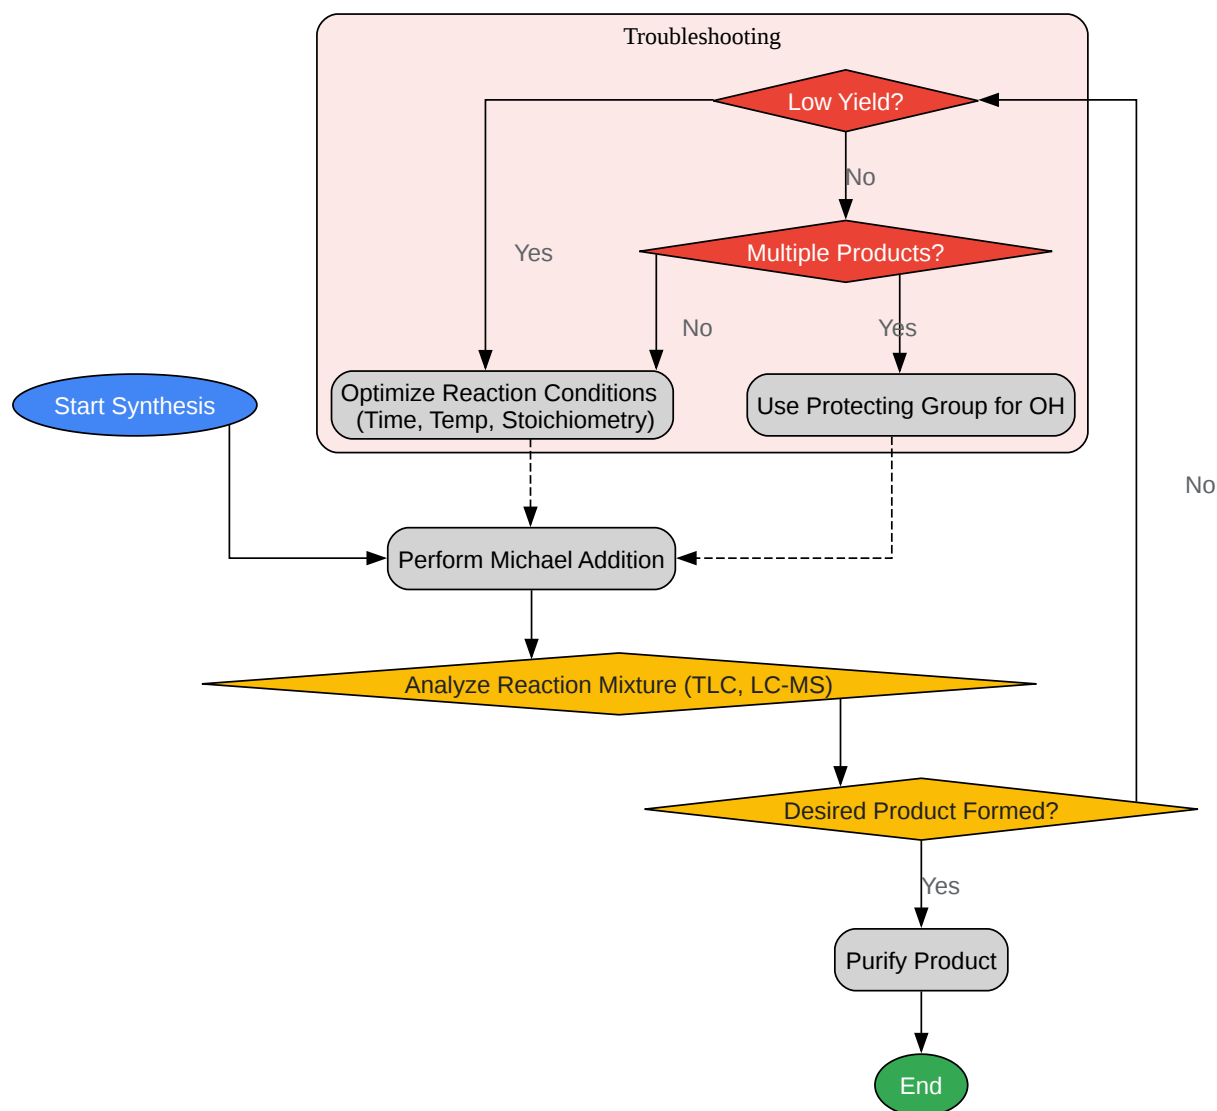 Troubleshooting
Low Yield?
No
Multiple Products?
Yes
No
Yes
Optimize Reaction Conditions
(Time, Temp, Stoichiometry)
Use Protecting Group for OH
Start Synthesis
No
Perform Michael Addition
Analyze Reaction Mixture (TLC, LC-MS)
Desired Product Formed?
Yes
Purify Product
End